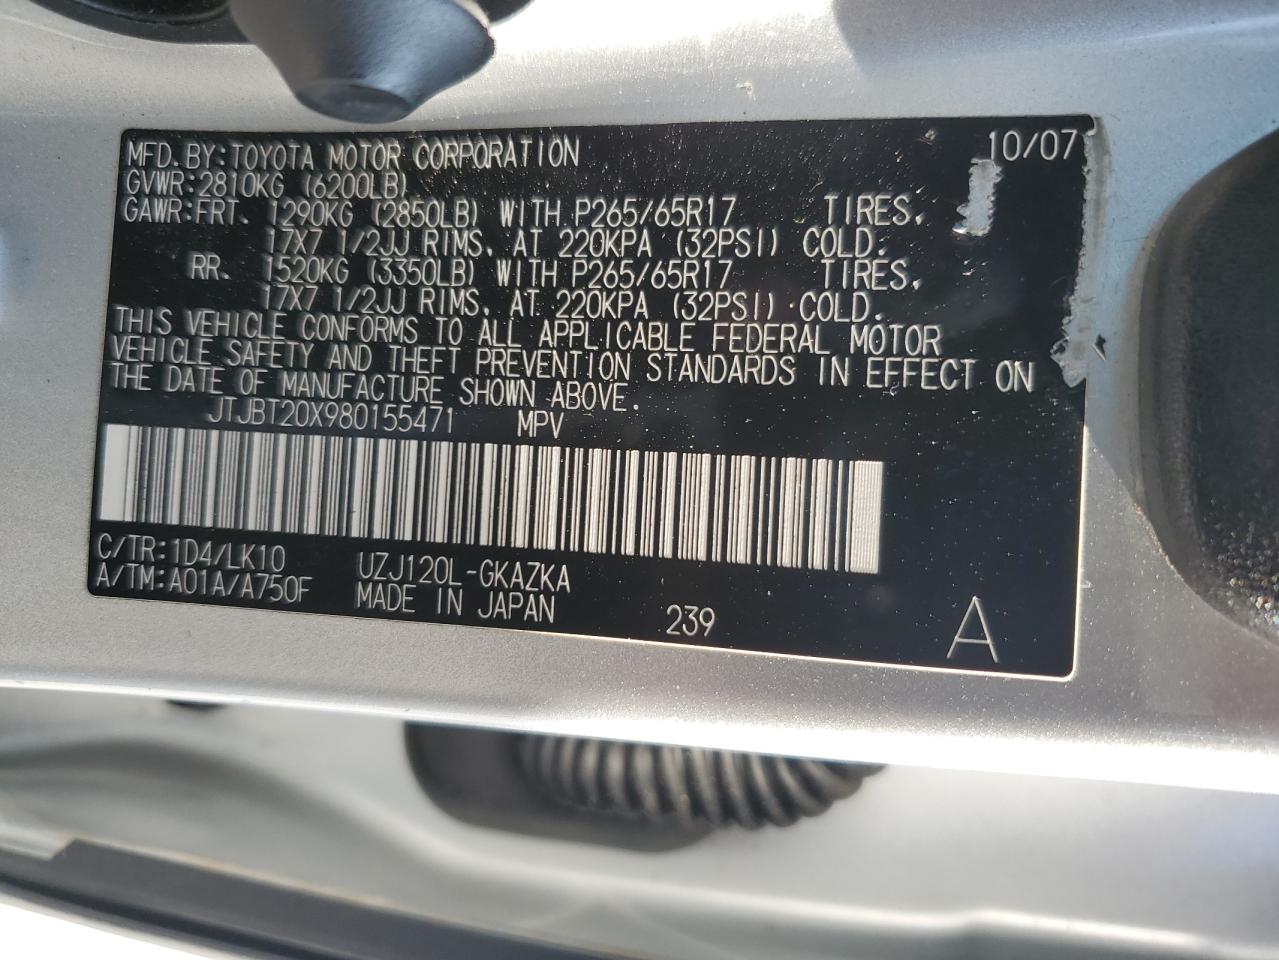 MFD. BY: TOYOTA MOTOR CORPORATION 10/07
GVWR: 2810KG (6200LB)
GAWR: FRT. 1290KG (2850LB) WITH P265/65R17 TIRES.
17X7 1/2JJ RIMS. AT 220KPA (32PSI) COLD.
RR. 1520KG (3350LB) WITH P265/65R17 TIRES.
17X7 1/2JJ RIMS. AT 220KPA (32PSI) COLD.
THIS VEHICLE CONFORMS TO ALL APPLICABLE FEDERAL MOTOR
VEHICLE SAFETY AND THEFT PREVENTION STANDARDS IN EFFECT ON
THE DATE OF MANUFACTURE SHOWN ABOVE.
JTJBT20X980155471 MPV
C/TR: 1D4/LK10 UZJ120L-GKAZKA
A/TM: A01A/A750F MADE IN JAPAN 239 A